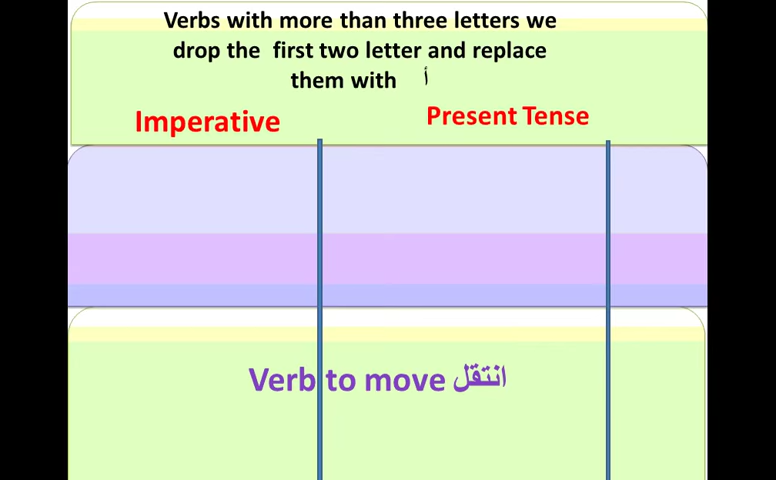 Verbs with more than three letters we
drop the first two letter and replace
them with أ
Imperative Present Tense
Verb to move انتقل